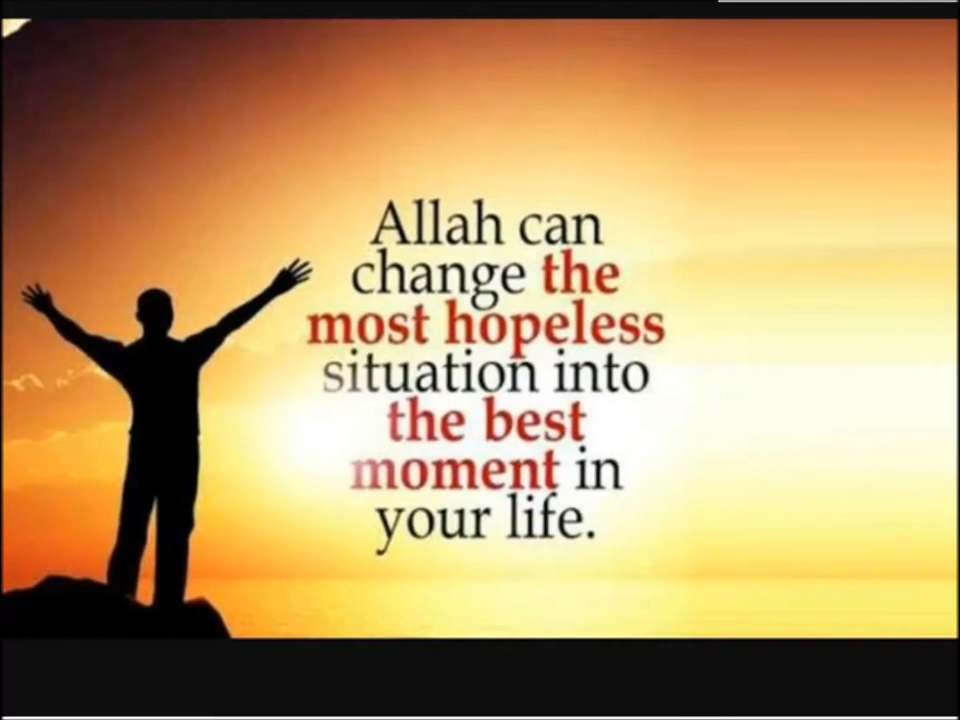 Allah can
change the
most hopeless
situation into
the best
moment in
your life.